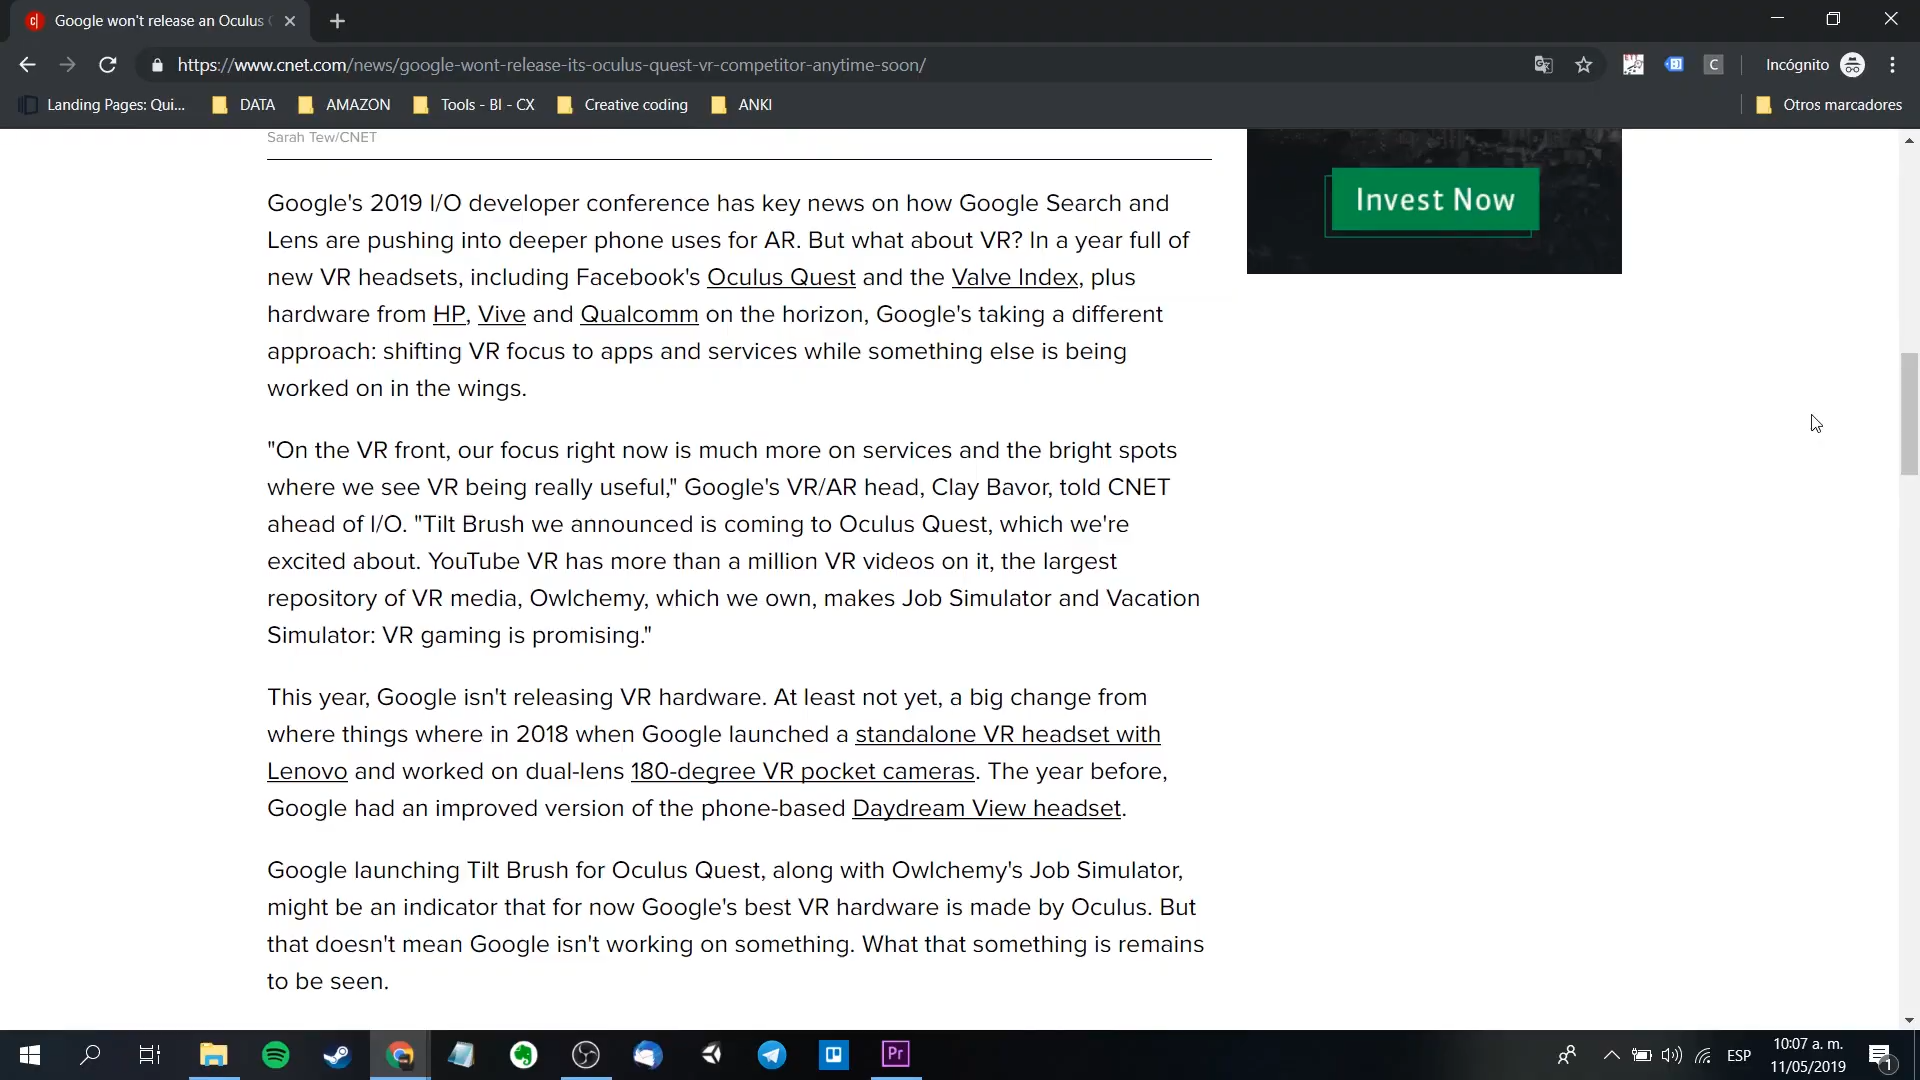 Google won't release an Oculus
https://www.cnet.com/news/google-wont-release-its-oculus-quest-vr-competitor-anytime-soon/
Incógnito
Landing Pages: Qui...
DATA
AMAZON
Tools - BI - CX
Creative coding
ANKI
Otros marcadores
Sarah Tew/CNET
Google's 2019 I/O developer conference has key news on how Google Search and
Lens are pushing into deeper phone uses for AR. But what about VR? In a year full of
new VR headsets, including Facebook's Oculus Quest and the Valve Index, plus
hardware from HP, Vive and Qualcomm on the horizon, Google's taking a different
approach: shifting VR focus to apps and services while something else is being
worked on in the wings.
"On the VR front, our focus right now is much more on services and the bright spots
where we see VR being really useful," Google's VR/AR head, Clay Bavor, told CNET
ahead of I/O. "Tilt Brush we announced is coming to Oculus Quest, which we're
excited about. YouTube VR has more than a million VR videos on it, the largest
repository of VR media, Owlchemy, which we own, makes Job Simulator and Vacation
Simulator: VR gaming is promising."
This year, Google isn't releasing VR hardware. At least not yet, a big change from
where things where in 2018 when Google launched a standalone VR headset with
Lenovo and worked on dual-lens 180-degree VR pocket cameras. The year before,
Google had an improved version of the phone-based Daydream View headset.
Google launching Tilt Brush for Oculus Quest, along with Owlchemy's Job Simulator,
might be an indicator that for now Google's best VR hardware is made by Oculus. But
that doesn't mean Google isn't working on something. What that something is remains
to be seen.
Invest Now
Pr
ESP
10:07 a. m.
11/05/2019
1